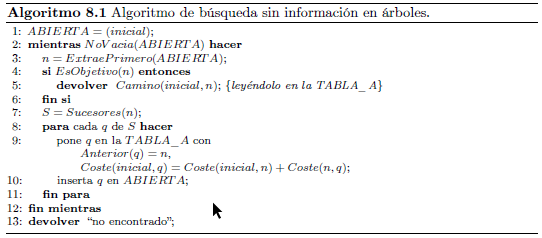 Algoritmo 8.1 Algoritmo de búsqueda sin información en árboles.
1: ABIERTA = (inicial);
2: mientras NoVacia(ABIERTA) hacer
3: n = ExtraePrimero(ABIERTA);
4: si EsObjetivo(n) entonces
5: devolver Camino(inicial, n); {leyéndolo en la TABLA_A}
6: fin si
7: S = Sucesores(n);
8: para cada q de S hacer
9: pone q en la TABLA_A con
Anterior(q) = n,
Coste(inicial, q) = Coste(inicial, n) + Coste(n, q);
10: inserta q en ABIERTA;
11: fin para
12: fin mientras
13: devolver “no encontrado”;